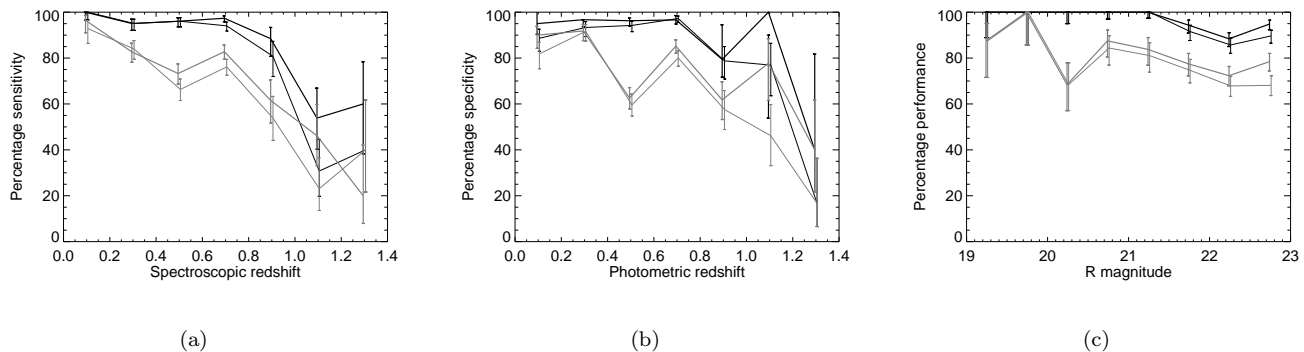 Percentage sensitivity
100
80
60
40
20
0
0.0 0.2 0.4 0.6 0.8 1.0 1.2 1.4
Spectroscopic redshift
(a)
Percentage specificity
100
80
60
40
20
0
0.0 0.2 0.4 0.6 0.8 1.0 1.2 1.4
Photometric redshift
(b)
Percentage performance
100
80
60
40
20
0
19 20 21 22 23
R magnitude
(c)